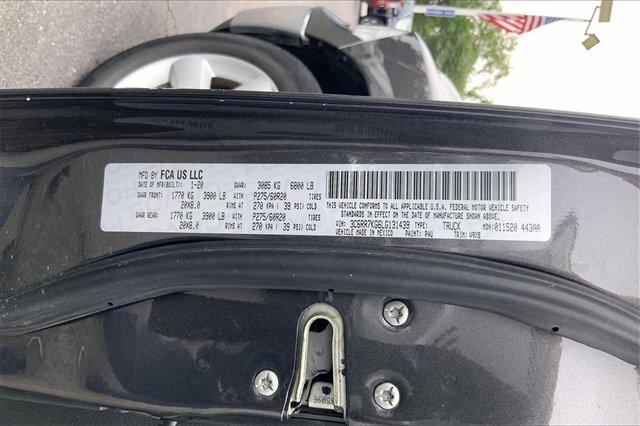 MFD BY FCA US LLC
DATE OF MFR(BUILT): 1-20 GVWR: 3085 KG 6800 LB
GAWR FRONT: 1770 KG 3900 LB WITH P275/60R20 TIRES
20X8.0 RIMS AT 270 KPA ( 39 PSI) COLD
GAWR REAR: 1770 KG 3900 LB WITH P275/60R20 TIRES
20X8.0 RIMS AT 270 KPA ( 39 PSI) COLD
THIS VEHICLE CONFORMS TO ALL APPLICABLE U.S.A. FEDERAL MOTOR VEHICLE SAFETY
STANDARDS IN EFFECT ON THE DATE OF MANUFACTURE SHOWN ABOVE.
VIN: 3C6RR7KG6LG131439 TYPE: TRUCK MDH: 011520 443AA
VEHICLE MADE IN MEXICO PAINT: PAU TRIM: V9X8